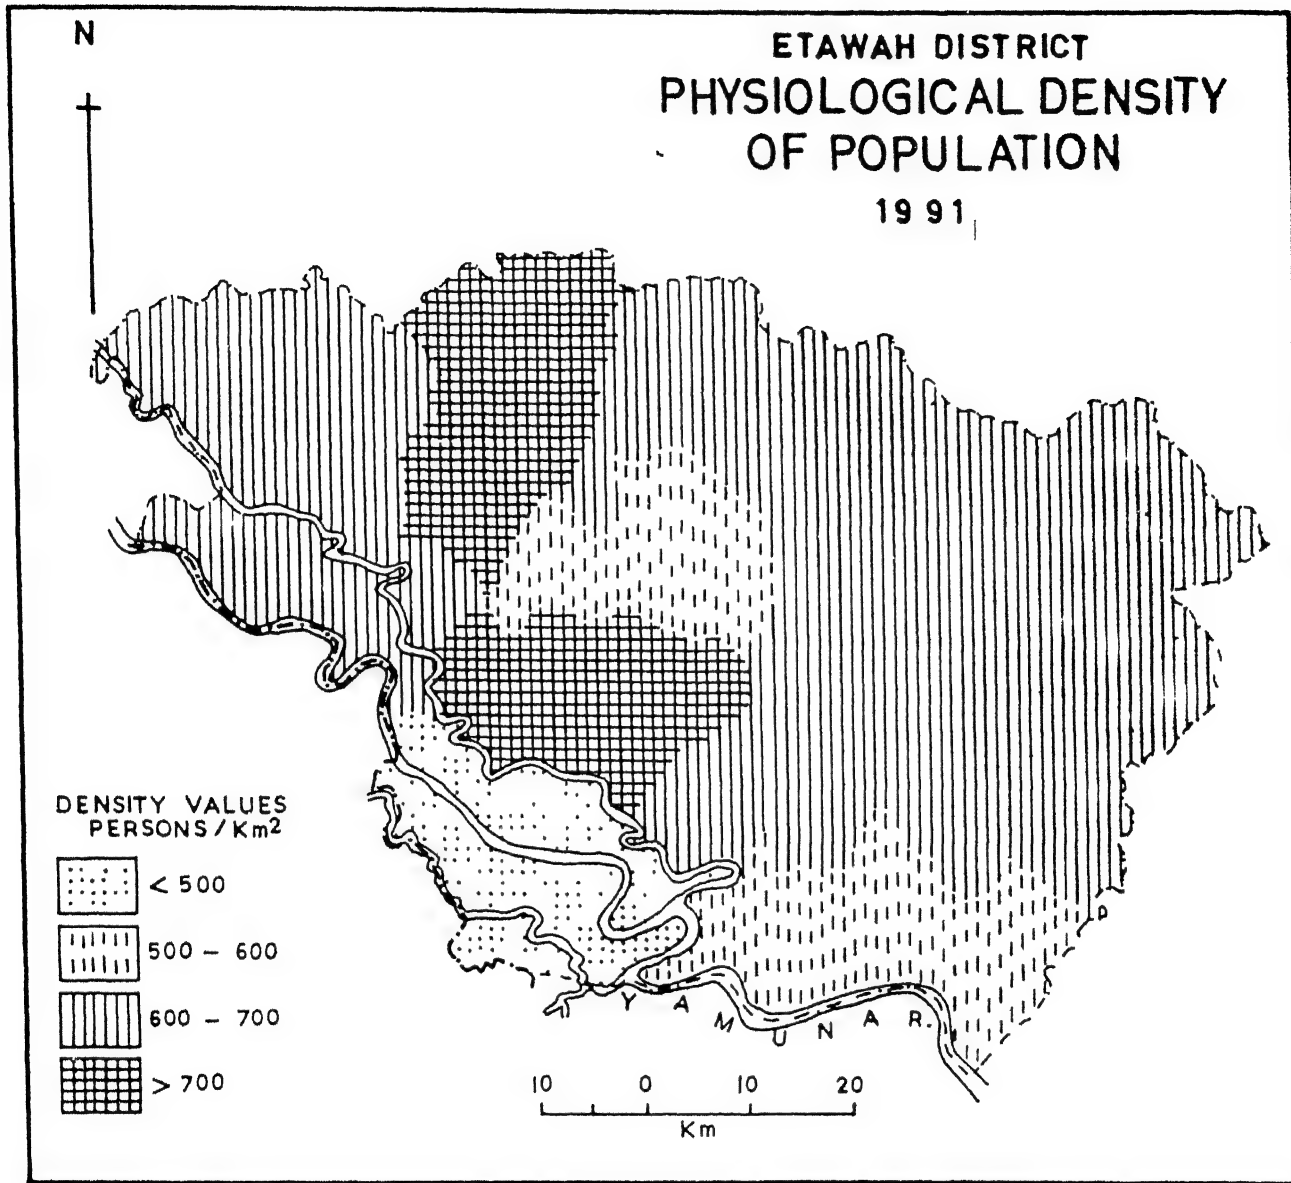 N
ETAWAH DISTRICT
PHYSIOLOGICAL DENSITY
OF POPULATION
1991
DENSITY VALUES
PERSONS/Km²
< 500
500 – 600
600 – 700
> 700
YAMUNA R.
10 0 10 20
Km